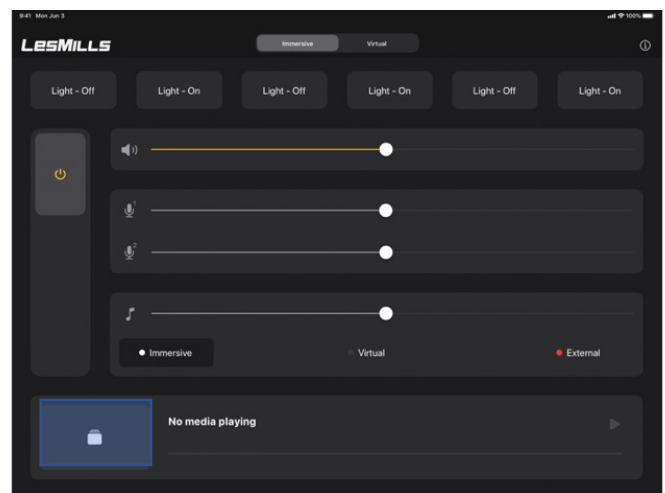 9:41 Mon Jun 3
100%
LesMills
Immersive Virtual
Light - Off Light - On Light - Off Light - On Light - Off Light - On
1
2
Immersive Virtual External
No media playing